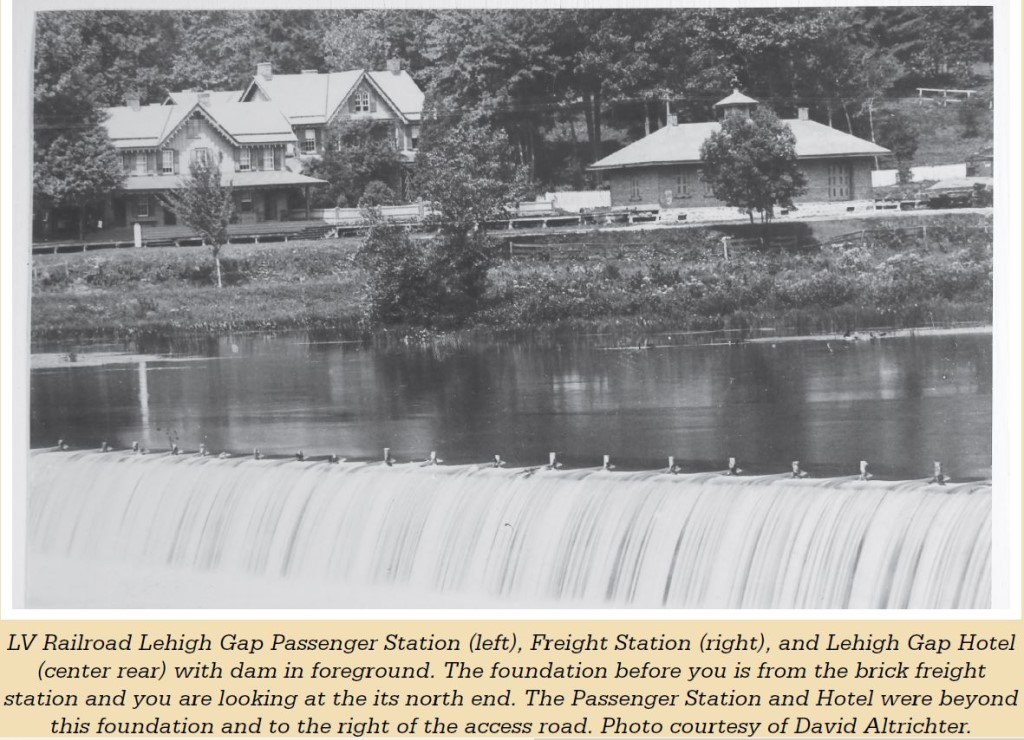 LV Railroad Lehigh Gap Passenger Station (left), Freight Station (right), and Lehigh Gap Hotel
(center rear) with dam in foreground. The foundation before you is from the brick freight
station and you are looking at the its north end. The Passenger Station and Hotel were beyond
this foundation and to the right of the access road. Photo courtesy of David Altrichter.